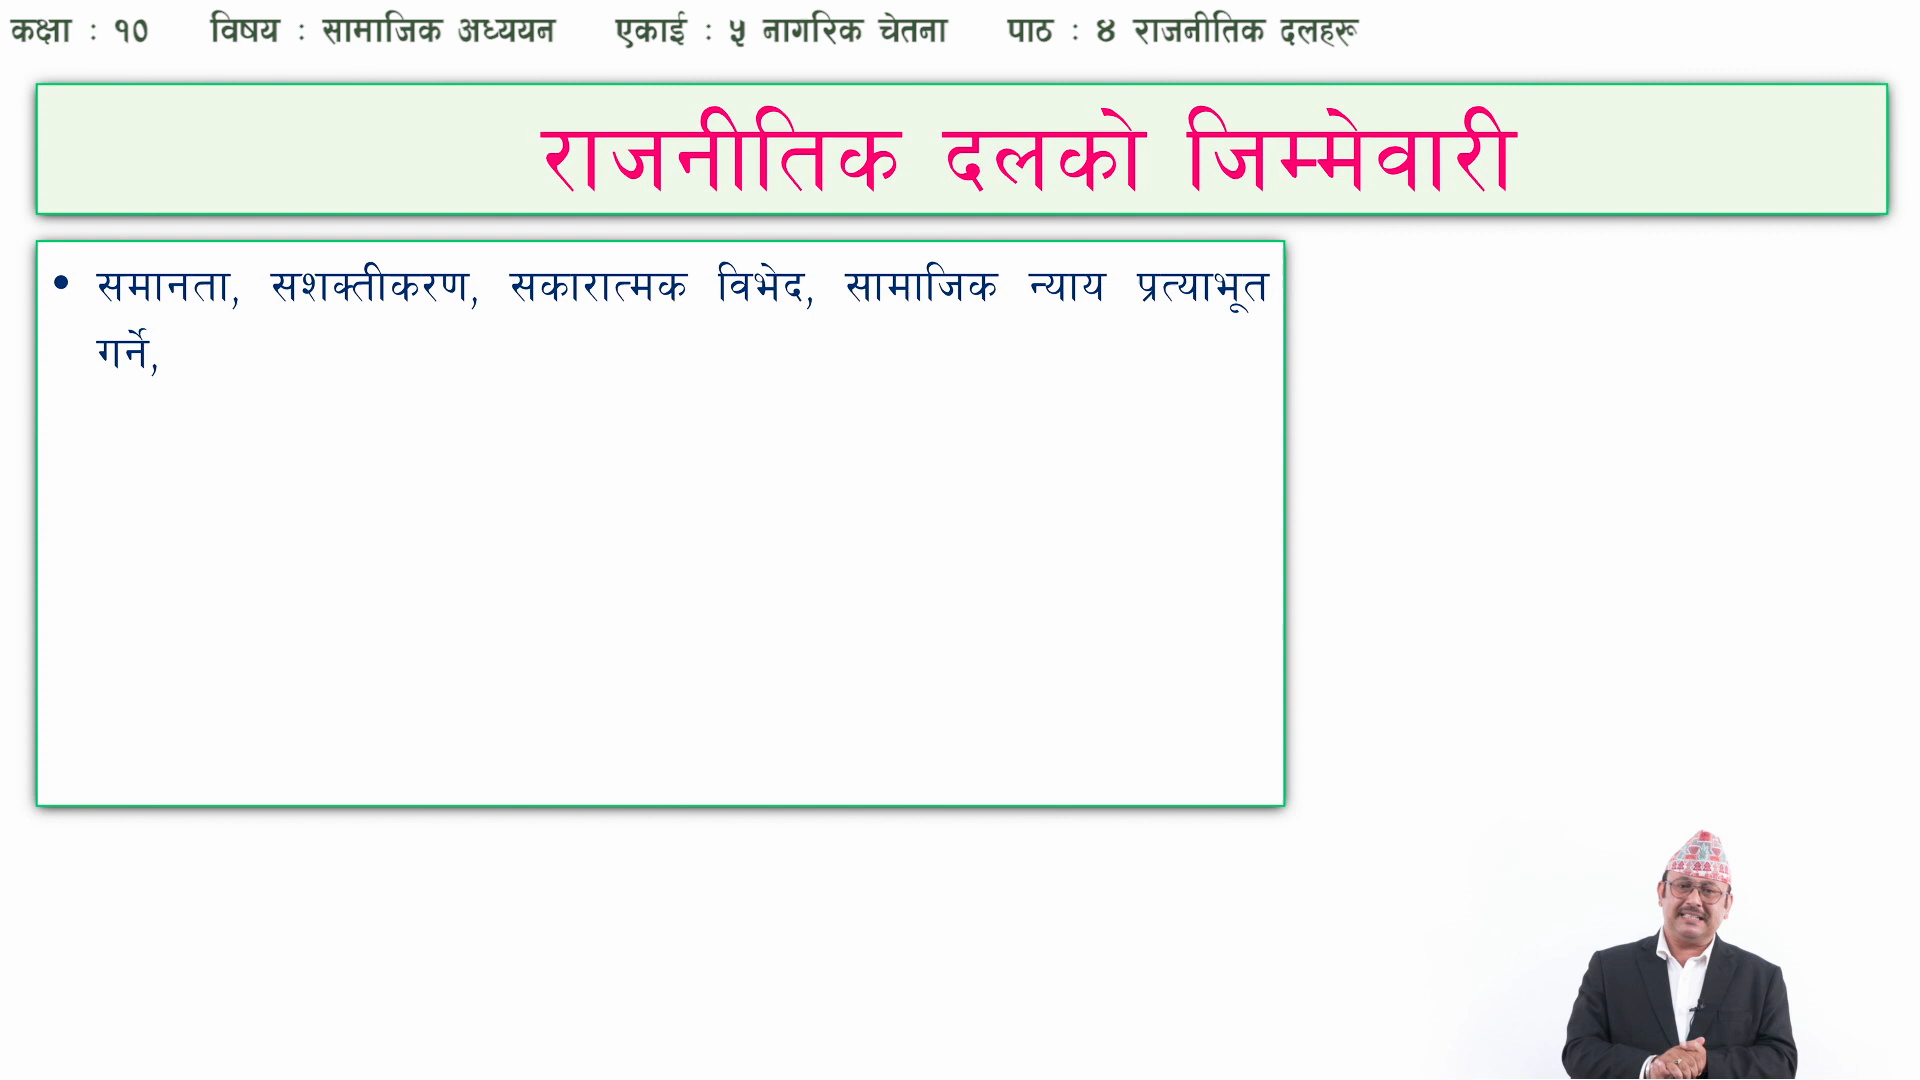 कक्षा : १० विषय : सामाजिक अध्ययन एकाई : ५ नागरिक चेतना पाठ : ४ राजनीतिक दलहरू
राजनीतिक दलको जिम्मेवारी
• समानता, सशक्तीकरण, सकारात्मक विभेद, सामाजिक न्याय प्रत्याभूत
गर्ने,